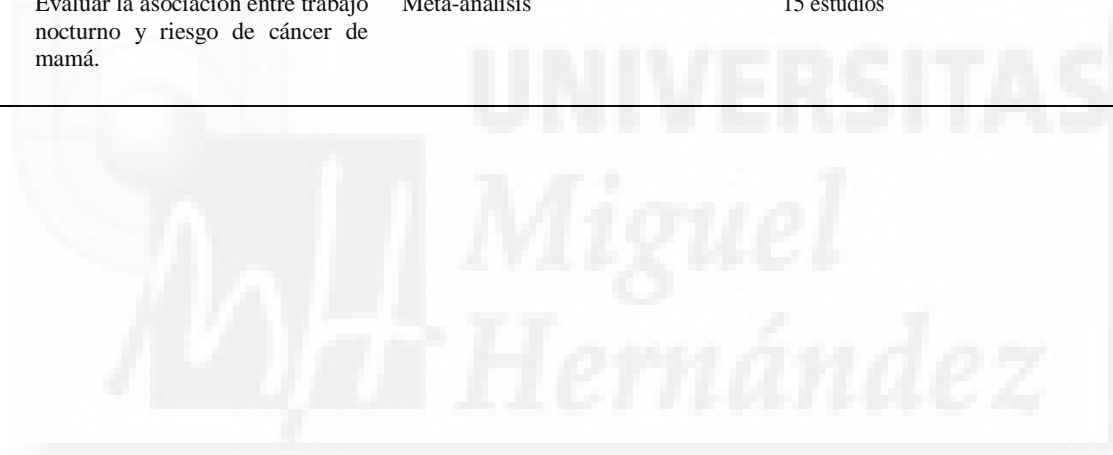 Evaluar la asociación entre trabajo Meta-análisis 15 estudios
nocturno y riesgo de cáncer de
mamá.
UNIVERSITAS
Miguel
Hernández